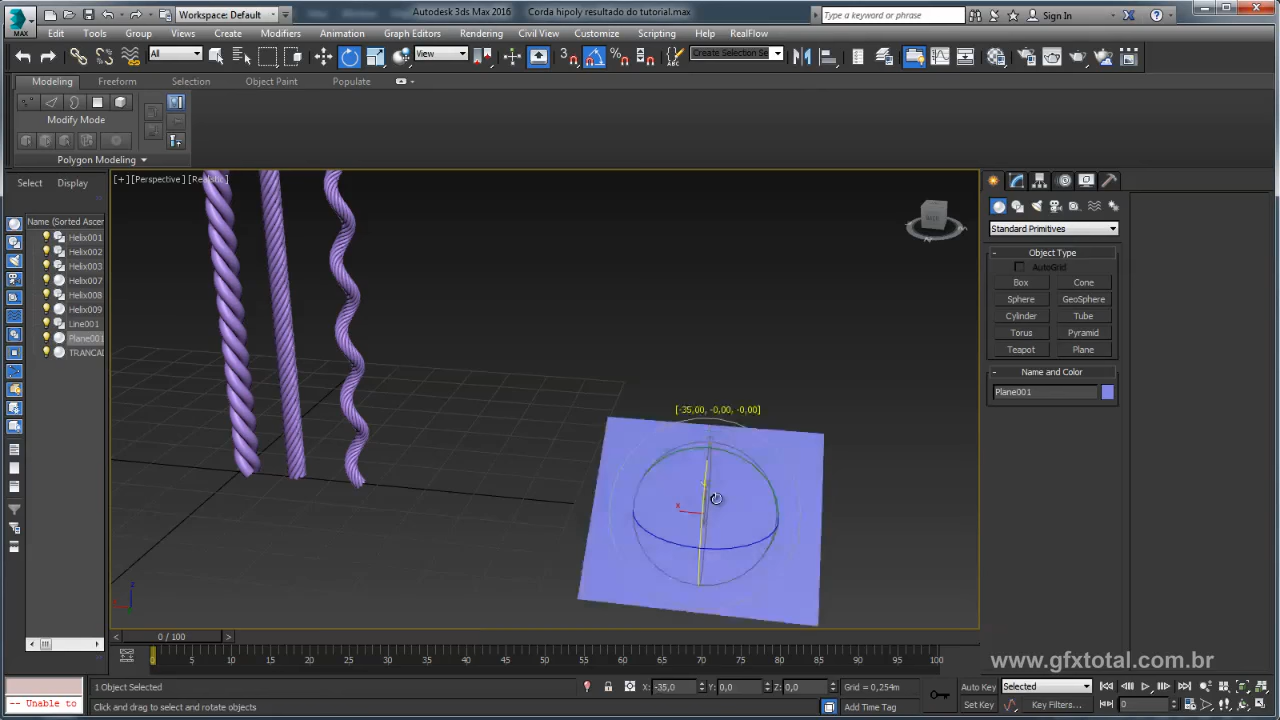 Workspace: Default
Autodesk 3ds Max 2016
Corda hipoly resultado do tutorial.max
Type a keyword or phrase
Sign In
MAX
Edit Tools Group Views Create Modifiers Animation Graph Editors Rendering Civil View Customize Scripting Help RealFlow
All
View
Create Selection Se
Modeling Freeform Selection Object Paint Populate
Modify Mode
Polygon Modeling
Select Display
[+][Perspective][Realistic]
Name (Sorted Ascer
Helix001
Helix002
Helix003
Helix007
Helix008
Helix009
Line001
Plane001
TRANCA
Standard Primitives
- Object Type
AutoGrid
Box Cone
Sphere GeoSphere
Cylinder Tube
Torus Pyramid
Teapot Plane
- Name and Color
Plane001
BACK
[-35,00, -0,00, -0,00]
x
z
0 / 100
0 5 10 15 20 25 30 35 40 45 50 55 60 65 70 75 80 85 90 95 100
www.gfxtotal.com.br
1 Object Selected
X: -35,0 Y: 0,0 Z: 0,0 Grid = 0,254m
Auto Key Selected
-- Unable to
Click and drag to select and rotate objects
Add Time Tag
Set Key Key Filters... 0